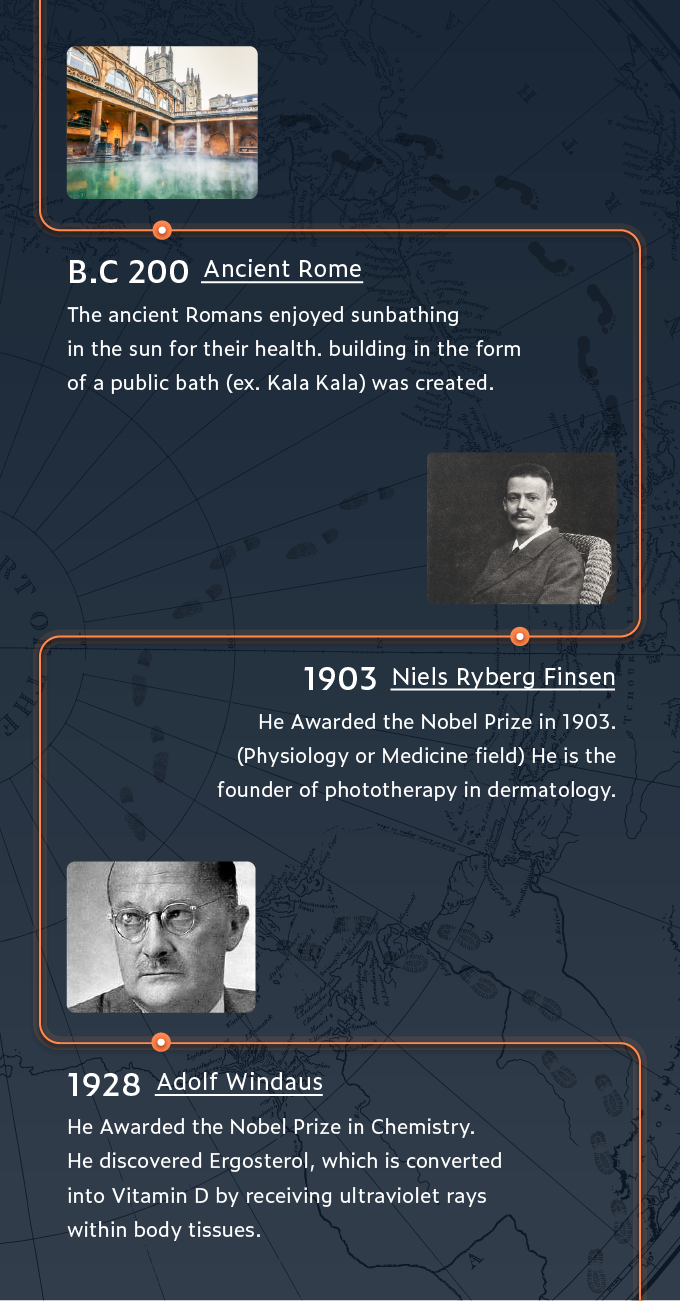 B.C 200 Ancient Rome
The ancient Romans enjoyed sunbathing
in the sun for their health. building in the form
of a public bath (ex. Kala Kala) was created.
1903 Niels Ryberg Finsen
He Awarded the Nobel Prize in 1903.
(Physiology or Medicine field) He is the
founder of phototherapy in dermatology.
1928 Adolf Windaus
He Awarded the Nobel Prize in Chemistry.
He discovered Ergosterol, which is converted
into Vitamin D by receiving ultraviolet rays
within body tissues.